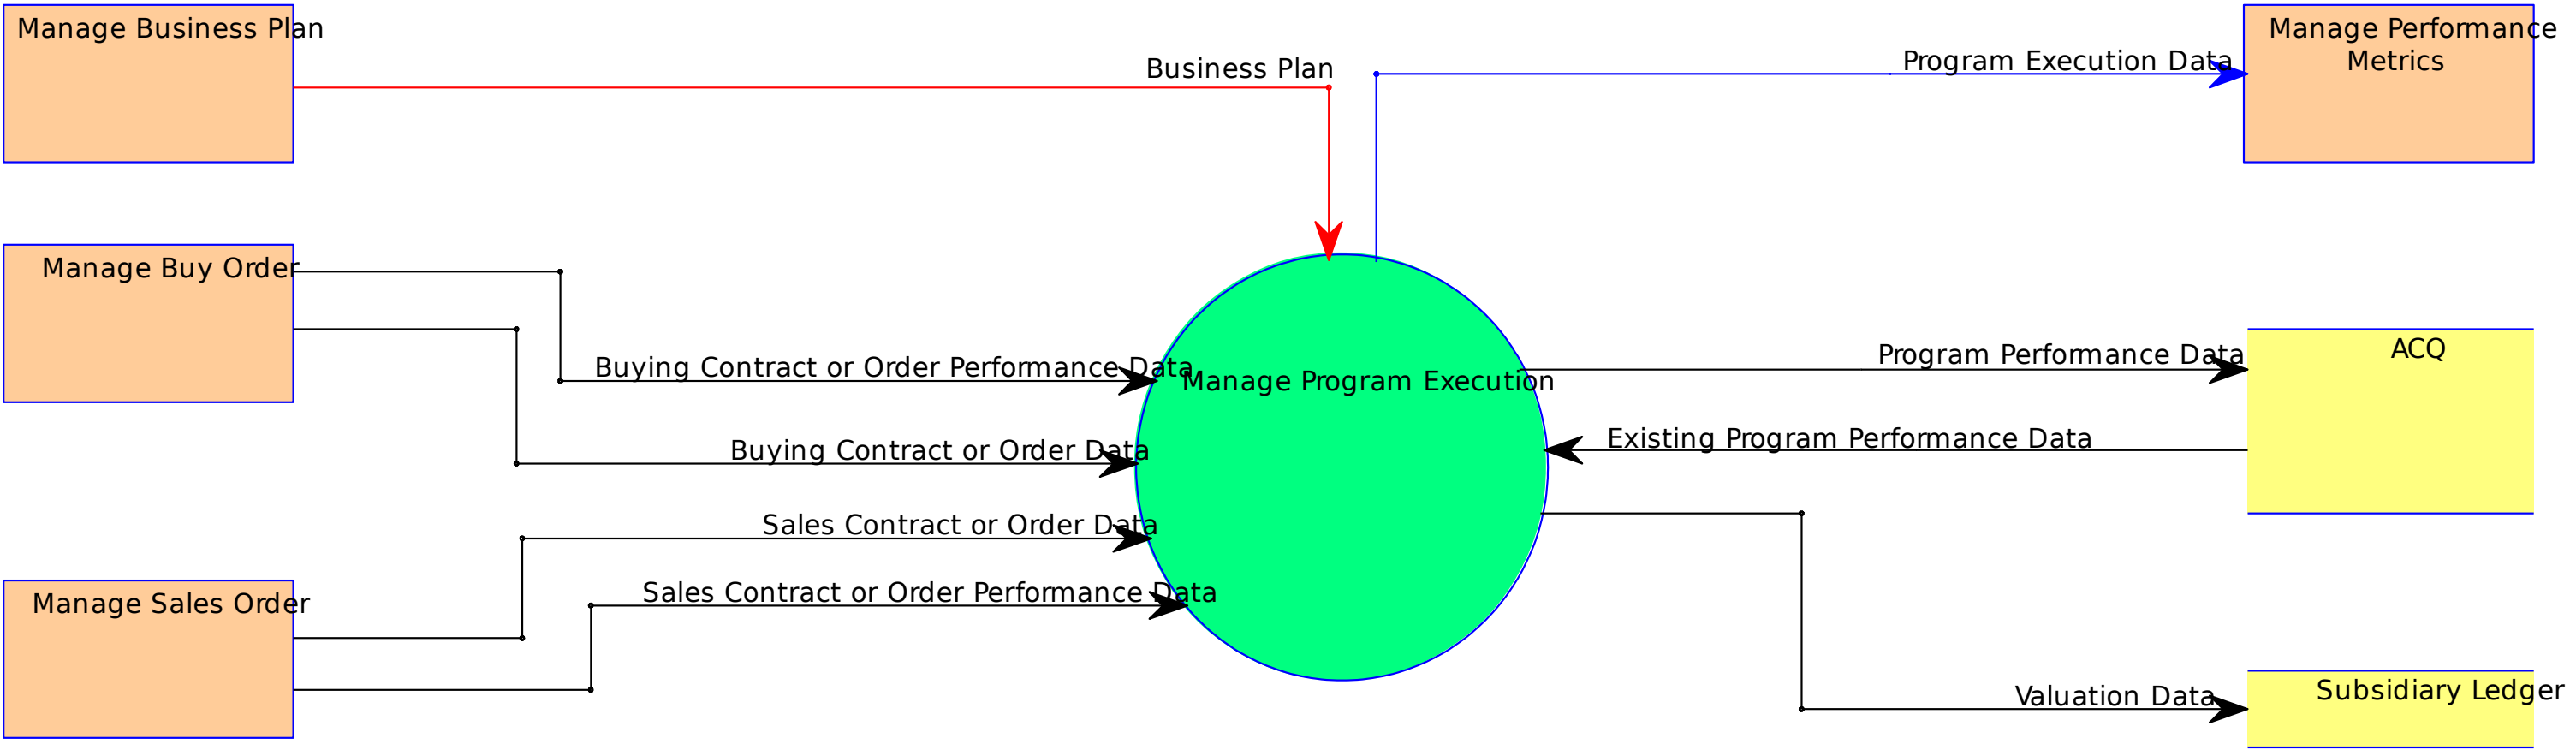 Manage Business Plan
Business Plan
Program Execution Data
Manage Performance
Metrics
Manage Buy Order
Buying Contract or Order Performance Data
Manage Program Execution
Program Performance Data
ACQ
Buying Contract or Order Data
Existing Program Performance Data
Sales Contract or Order Data
Manage Sales Order
Sales Contract or Order Performance Data
Valuation Data
Subsidiary Ledger